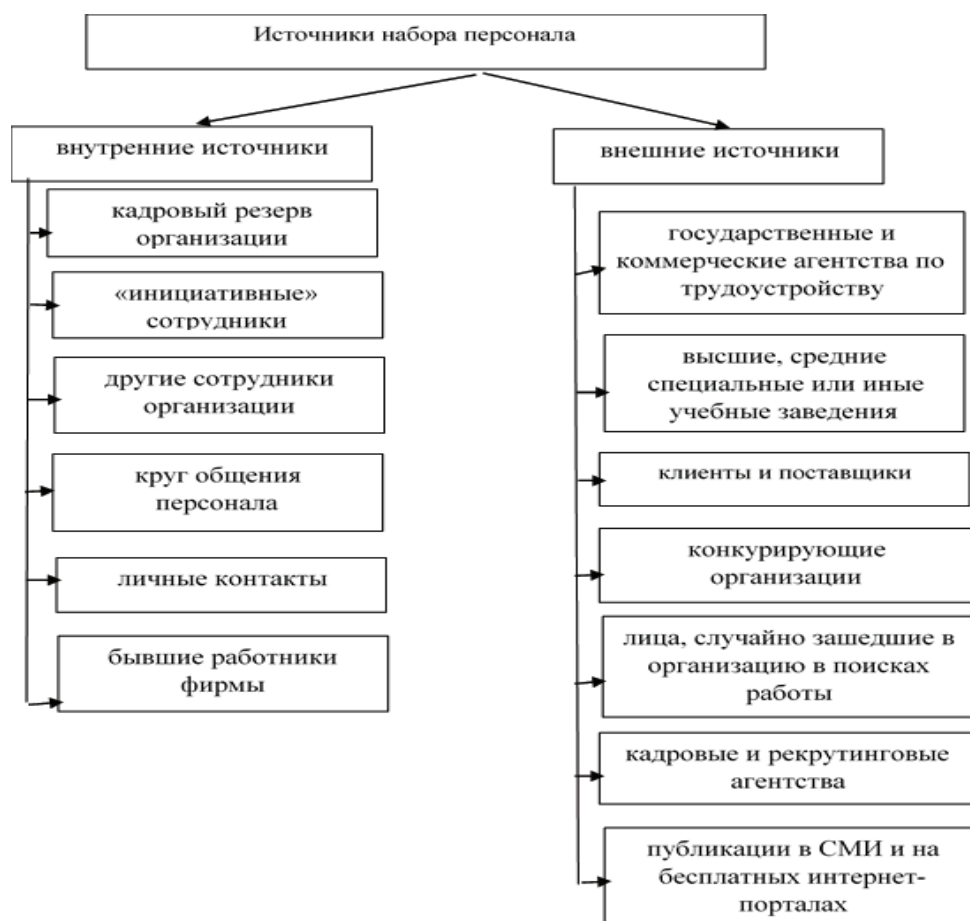 Источники набора персонала
внутренние источники
кадровый резерв
организации
«инициативные»
сотрудники
другие сотрудники
организации
круг общения
персонала
личные контакты
бывшие работники
фирмы
внешние источники
государственные и
коммерческие агентства по
трудоустройству
высшие, средние
специальные или иные
учебные заведения
клиенты и поставщики
конкурирующие
организации
лица, случайно зашедшие в
организацию в поисках
работы
кадровые и рекрутинговые
агентства
публикации в СМИ и на
бесплатных интернет-
порталах